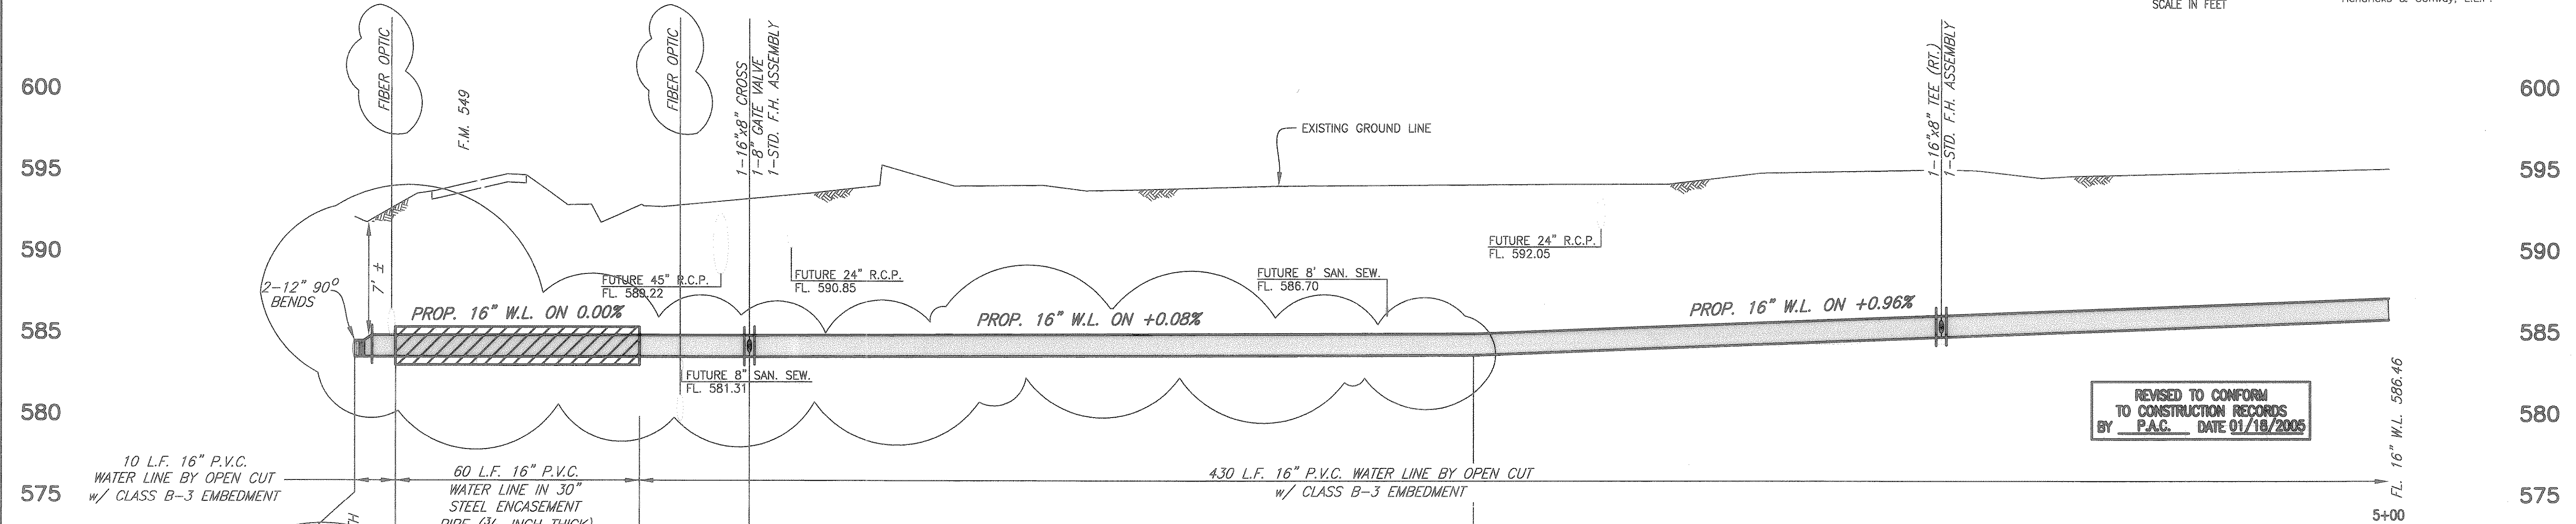 SCALE IN FEET
FIBER OPTIC
F.M. 549
FIBER OPTIC
1-16"x8" CROSS
1-8" GATE VALVE
1-STD. F.H. ASSEMBLY
1-16"x8" TEE (RT.)
1-STD. F.H. ASSEMBLY
600
600
EXISTING GROUND LINE
595
595
590
590
FUTURE 24" R.C.P.
FL. 592.05
7' ±
2-12" 90°
BENDS
FUTURE 45" R.C.P.
FL. 589.22
FUTURE 24" R.C.P.
FL. 590.85
FUTURE 8' SAN. SEW.
FL. 586.70
585
585
PROP. 16" W.L. ON 0.00%
PROP. 16" W.L. ON +0.08%
PROP. 16" W.L. ON +0.96%
FUTURE 8" SAN. SEW.
FL. 581.31
580
580
REVISED TO CONFORM
TO CONSTRUCTION RECORDS
BY P.A.C. DATE 01/18/2005
FL. 16" W.L. 586.46
10 L.F. 16" P.V.C.
WATER LINE BY OPEN CUT
w/ CLASS B-3 EMBEDMENT
60 L.F. 16" P.V.C.
WATER LINE IN 30"
STEEL ENCASEMENT
430 L.F. 16" P.V.C. WATER LINE BY OPEN CUT
w/ CLASS B-3 EMBEDMENT
575
575
5+00